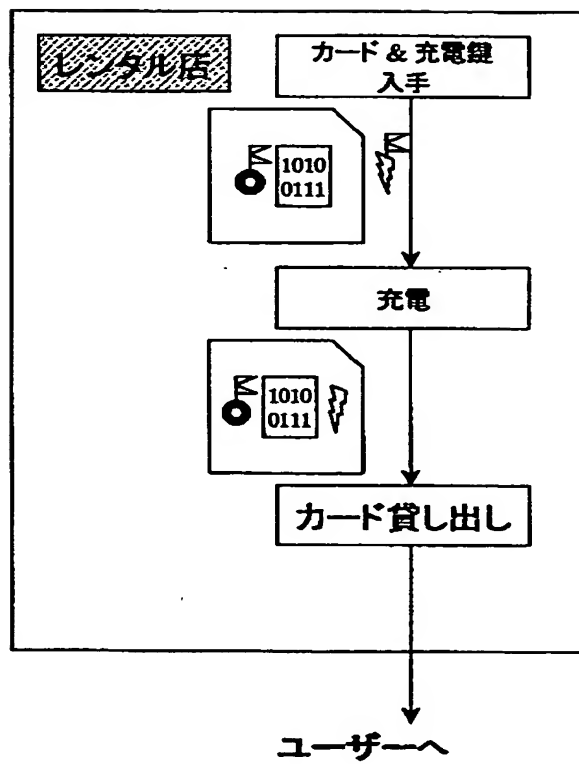 レンタル店
カード & 充電鍵
入手
1010
0111
充電
1010
0111
カード貸し出し
ユーザーへ